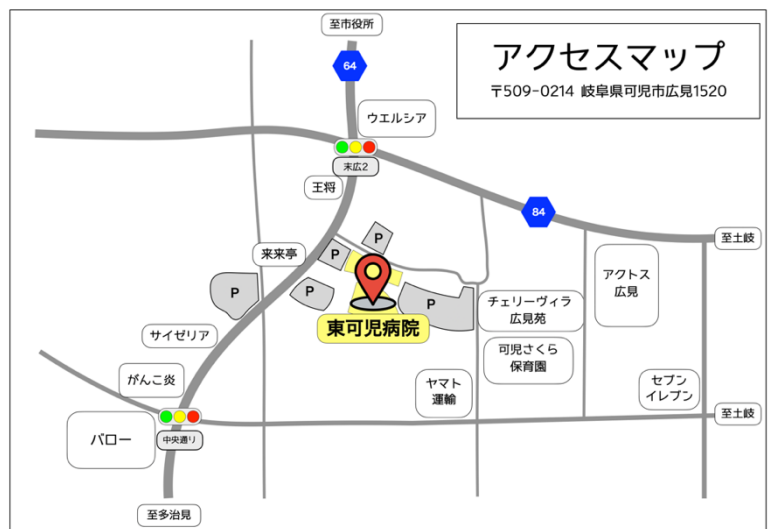 至市役所
64
アクセスマップ
〒509-0214 岐阜県可児市広見1520
ウエルシア
末広2
王将
84
至土岐
P
来来亭
P
アクトス
広見
P
P
P
チェリーヴィラ
広見苑
東可児病院
サイゼリア
可児さくら
保育園
がんこ炎
ヤマト
運輸
セブン
イレブン
至土岐
バロー
中央通り
至多治見